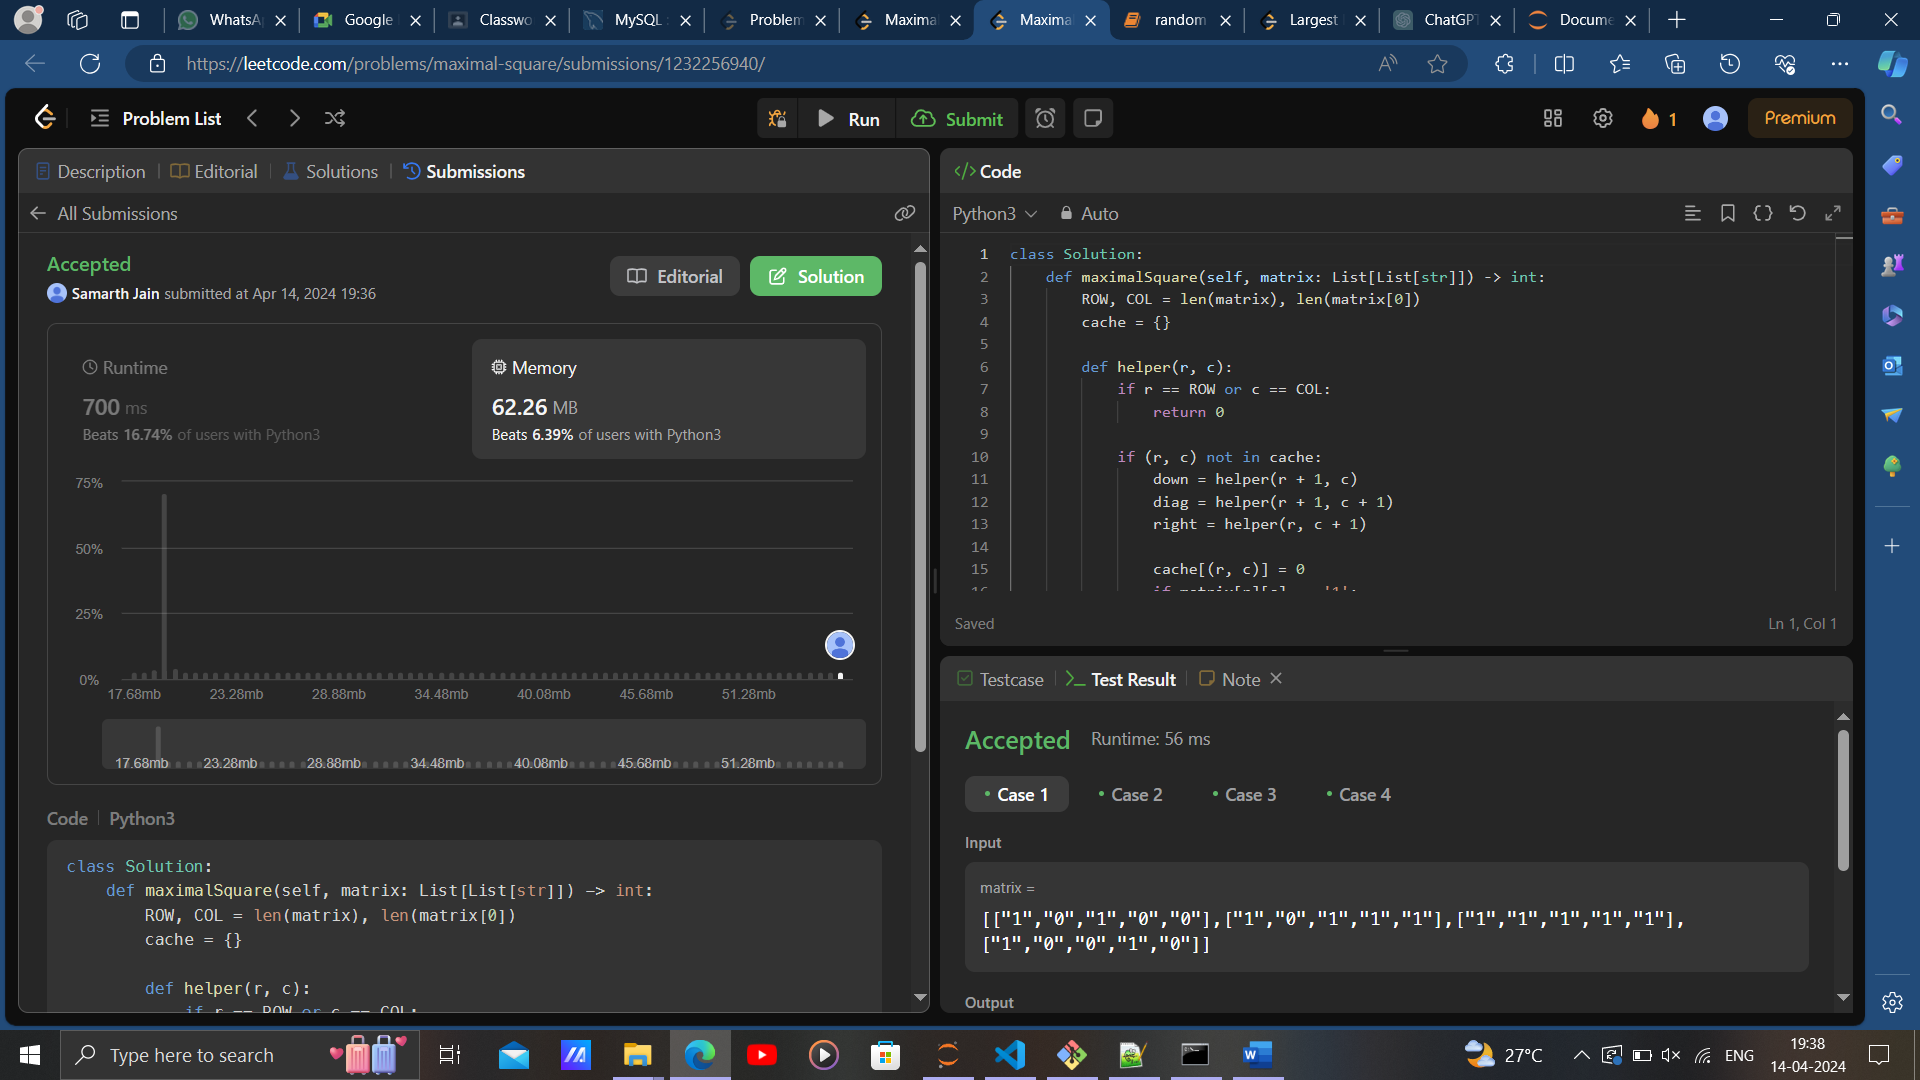 WhatsA
Google
Classwo
MySQL
Problem
Maximal
Maximal
random
Largest
ChatGPT
Docume
https://leetcode.com/problems/maximal-square/submissions/1232256940/
Problem List
Run
Submit
1
Premium
Description
Editorial
Solutions
Submissions
All Submissions
Accepted
Samarth Jain submitted at Apr 14, 2024 19:36
Editorial
Solution
Runtime
700 ms
Beats 16.74% of users with Python3
Memory
62.26 MB
Beats 6.39% of users with Python3
75%
50%
25%
0%
17.68mb 23.28mb 28.88mb 34.48mb 40.08mb 45.68mb 51.28mb
17.68mb 23.28mb 28.88mb 34.48mb 40.08mb 45.68mb 51.28mb
Code | Python3
class Solution:
def maximalSquare(self, matrix: List[List[str]]) -> int:
ROW, COL = len(matrix), len(matrix[0])
cache = {}
def helper(r, c):
if r == ROW or c == COL:
</> Code
Python3
Auto
1 class Solution:
2 def maximalSquare(self, matrix: List[List[str]]) -> int:
3 ROW, COL = len(matrix), len(matrix[0])
4 cache = {}
5
6 def helper(r, c):
7 if r == ROW or c == COL:
8 return 0
9
10 if (r, c) not in cache:
11 down = helper(r + 1, c)
12 diag = helper(r + 1, c + 1)
13 right = helper(r, c + 1)
14
15 cache[(r, c)] = 0
16 if matrix[r][c] == '1':
Saved
Ln 1, Col 1
Testcase
Test Result
Note
Accepted
Runtime: 56 ms
Case 1
Case 2
Case 3
Case 4
Input
matrix =
[["1","0","1","0","0"],["1","0","1","1","1"],["1","1","1","1","1"],
["1","0","0","1","0"]]
Output
Type here to search
27°C
ENG
19:38
14-04-2024